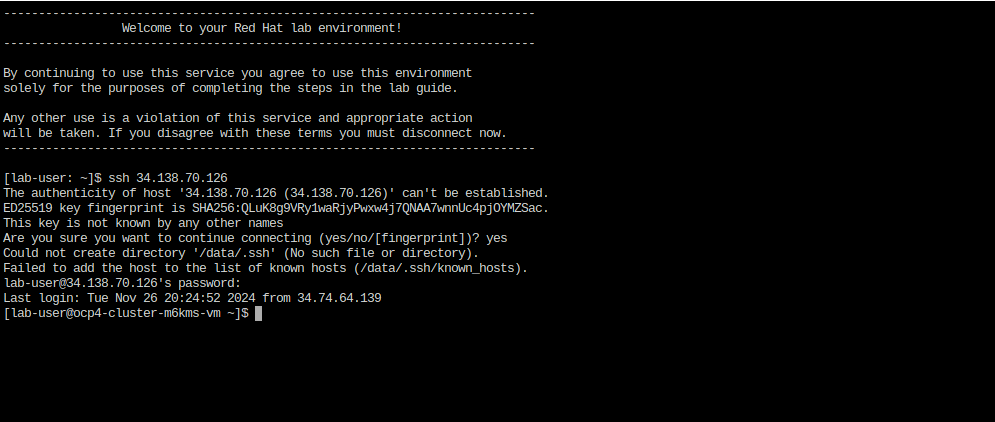 ----------------------------------------------------------------------------
Welcome to your Red Hat lab environment!
----------------------------------------------------------------------------
By continuing to use this service you agree to use this environment
solely for the purposes of completing the steps in the lab guide.
Any other use is a violation of this service and appropriate action
will be taken. If you disagree with these terms you must disconnect now.
----------------------------------------------------------------------------
[lab-user: ~]$ ssh 34.138.70.126
The authenticity of host '34.138.70.126 (34.138.70.126)' can't be established.
ED25519 key fingerprint is SHA256:QLuK8g9VRy1waRjyPwxw4j7QNAA7wnnUc4pjOYMZSac.
This key is not known by any other names
Are you sure you want to continue connecting (yes/no/[fingerprint])? yes
Could not create directory '/data/.ssh' (No such file or directory).
Failed to add the host to the list of known hosts (/data/.ssh/known_hosts).
lab-user@34.138.70.126's password:
Last login: Tue Nov 26 20:24:52 2024 from 34.74.64.139
[lab-user@ocp4-cluster-m6kms-vm ~]$